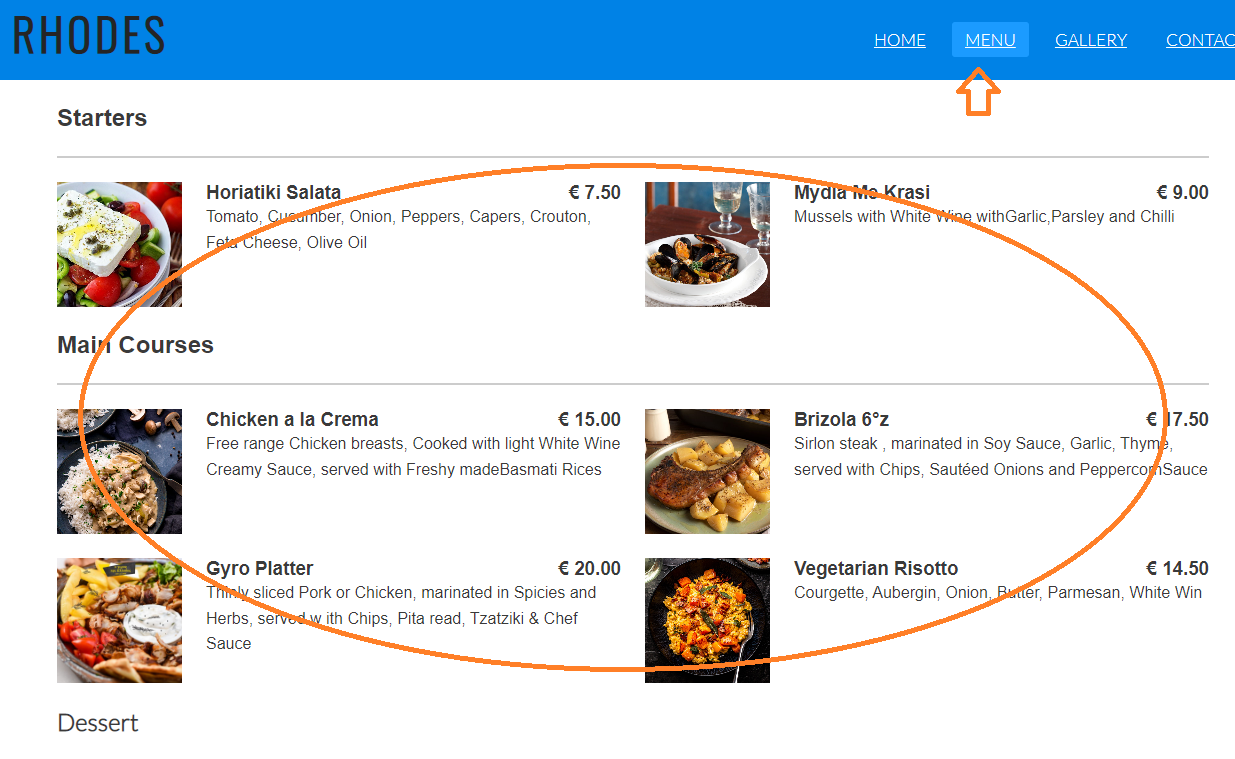 RHODES
HOME MENU GALLERY CONTAC
Starters
Horiatiki Salata € 7.50
Tomato, Cucumber, Onion, Peppers, Capers, Crouton,
Feta Cheese, Olive Oil
Mydia Me Krasi € 9.00
Mussels with White Wine withGarlic,Parsley and Chilli
Main Courses
Chicken a la Crema € 15.00
Free range Chicken breasts, Cooked with light White Wine
Creamy Sauce, served with Freshy madeBasmati Rices
Brizola 6°z € 17.50
Sirlon steak , marinated in Soy Sauce, Garlic, Thyme,
served with Chips, Sautéed Onions and PeppercornSauce
Gyro Platter € 20.00
Thinly sliced Pork or Chicken, marinated in Spicies and
Herbs, served w ith Chips, Pita read, Tzatziki & Chef
Sauce
Vegetarian Risotto € 14.50
Courgette, Aubergin, Onion, Butter, Parmesan, White Win
Dessert